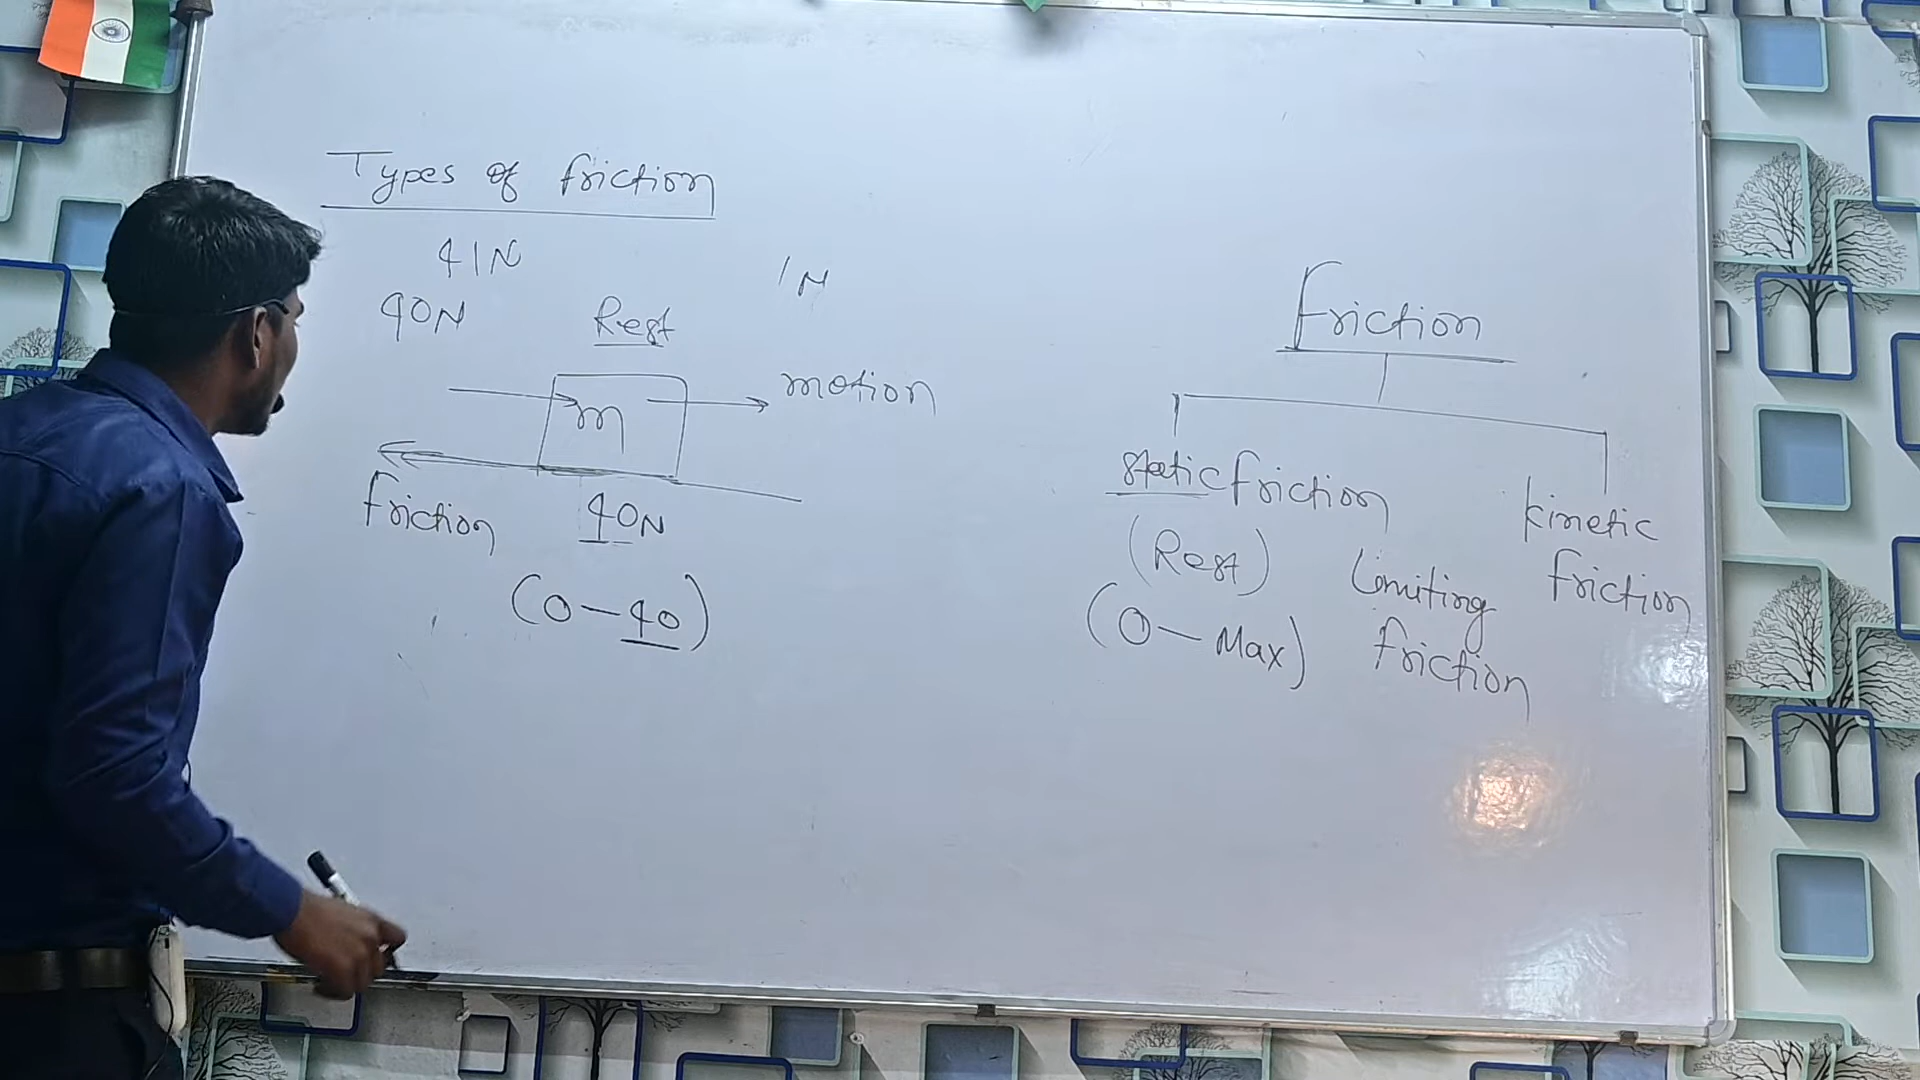 Types of friction
41N
1N
40N
Rest
m
motion
friction
40N
(0-40)
Friction
static friction
kinetic
friction
(Rest)
Limiting
friction
(0-Max)